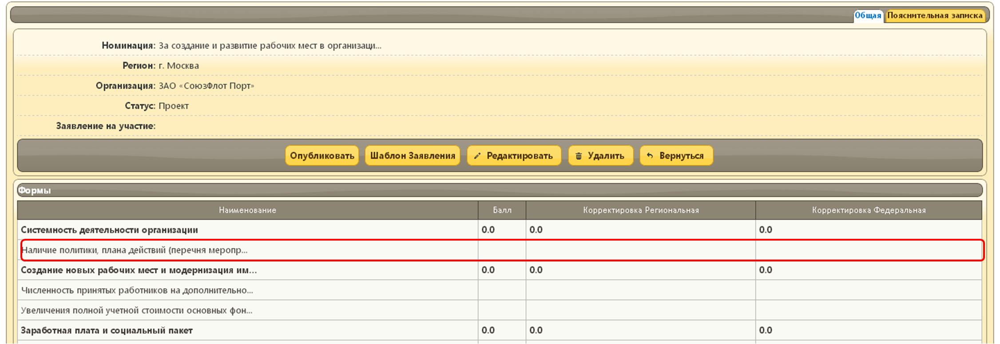 Общая Пояснительная записка
Номинация: За создание и развитие рабочих мест в организаци...
Регион: г. Москва
Организация: ЗАО «СоюзФлот Порт»
Статус: Проект
Заявление на участие:
Опубликовать Шаблон Заявления Редактировать Удалить Вернуться
Формы
Наименование Балл Корректировка Региональная Корректировка Федеральная
Системность деятельности организации 0.0 0.0 0.0
Наличие политики, плана действий (перечня меропр...
Создание новых рабочих мест и модернизация им... 0.0 0.0 0.0
Численность принятых работников на дополнительно...
Увеличения полной учетной стоимости основных фон...
Заработная плата и социальный пакет 0.0 0.0 0.0